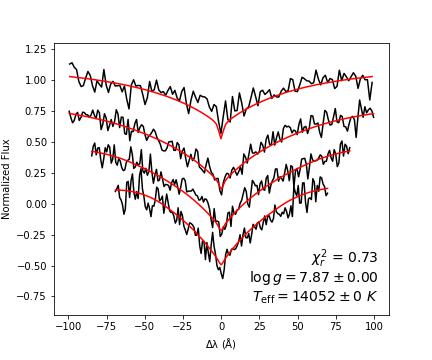 1.25
1.00
0.75
0.50
0.25
0.00
−0.25
−0.50
−0.75
Normalized Flux
χ²ᵣ = 0.73
log g = 7.87 ± 0.00
T_eff = 14052 ± 0 K
−100 −75 −50 −25 0 25 50 75 100
Δλ (Å)